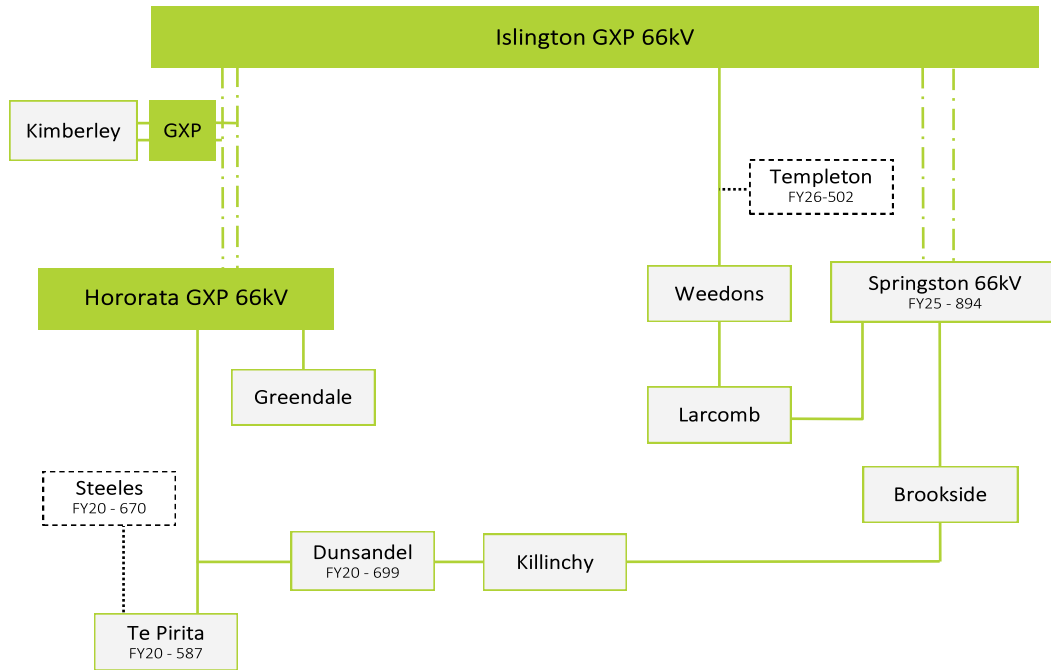 Islington GXP 66kV
Kimberley
GXP
Templeton
FY26-502
Hororata GXP 66kV
Weedons
Springston 66kV
FY25 - 894
Greendale
Larcomb
Steeles
FY20 - 670
Brookside
Dunsandel
FY20 - 699
Killinchy
Te Pirita
FY20 - 587